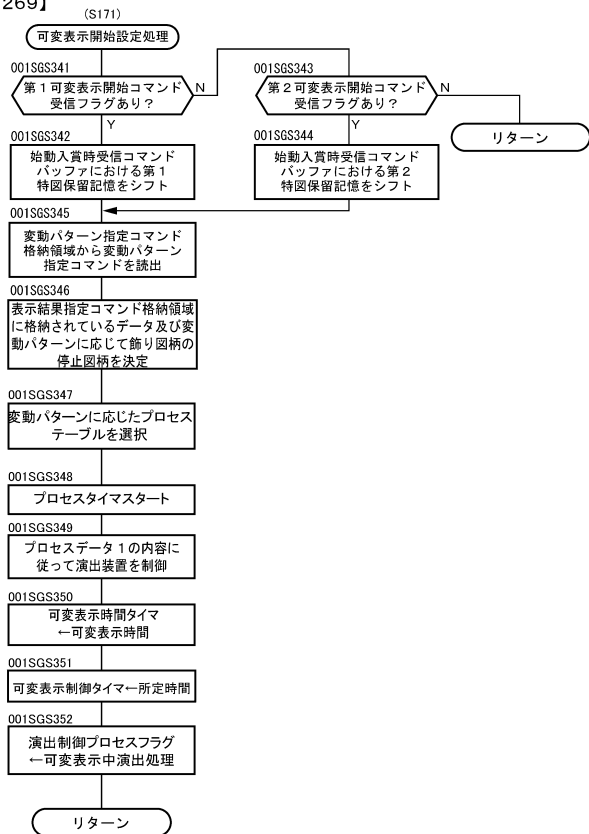 269】
(S171)
可変表示開始設定処理
001SGS341
第１可変表示開始コマンド
受信フラグあり？
N
Y
001SGS343
第２可変表示開始コマンド
受信フラグあり？
N
Y
リターン
001SGS342
始動入賞時受信コマンド
バッファにおける第１
特図保留記憶をシフト
001SGS344
始動入賞時受信コマンド
バッファにおける第２
特図保留記憶をシフト
001SGS345
変動パターン指定コマンド
格納領域から変動パターン
指定コマンドを読出
001SGS346
表示結果指定コマンド格納領域
に格納されているデータ及び変
動パターンに応じて飾り図柄の
停止図柄を決定
001SGS347
変動パターンに応じたプロセス
テーブルを選択
001SGS348
プロセスタイマスタート
001SGS349
プロセスデータ１の内容に
従って演出装置を制御
001SGS350
可変表示時間タイマ
←可変表示時間
001SGS351
可変表示制御タイマ←所定時間
001SGS352
演出制御プロセスフラグ
←可変表示中演出処理
リターン